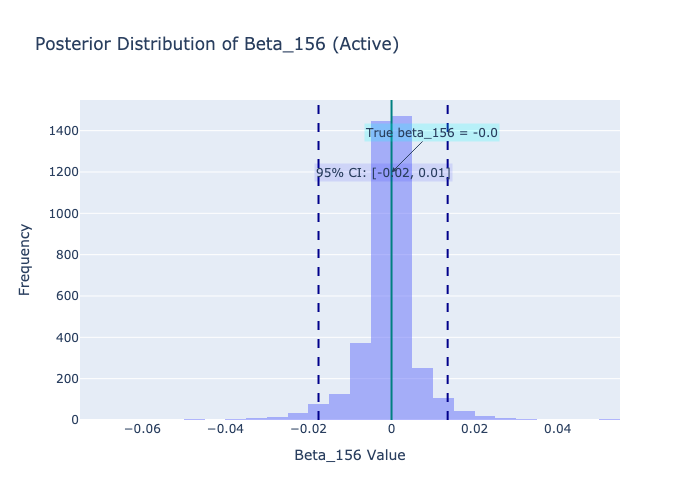 Posterior Distribution of Beta_156 (Active)
1400
1200
1000
800
600
400
200
0
Frequency
True beta_156 = -0.0
95% CI: [-0.02, 0.01]
−0.06
−0.04
−0.02
0
0.02
0.04
Beta_156 Value